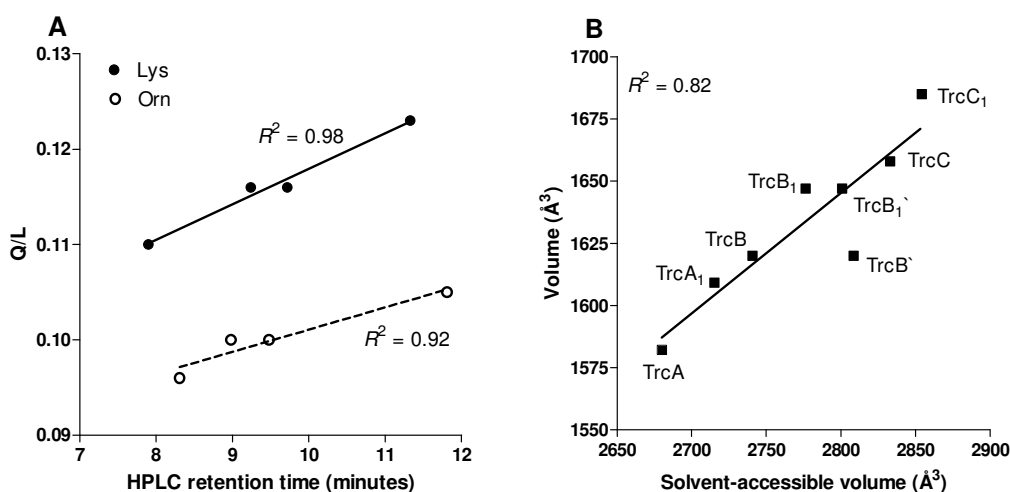 A
0.13
0.12
0.11
0.10
0.09
Q/L
Lys
Orn
R² = 0.98
R² = 0.92
7 8 9 10 11 12
HPLC retention time (minutes)
B
1700
1675
1650
1625
1600
1575
1550
Volume (Å³)
R² = 0.82
TrcC₁
TrcC
TrcB₁
TrcB₁`
TrcB
TrcB`
TrcA₁
TrcA
2650 2700 2750 2800 2850 2900
Solvent-accessible volume (Å³)